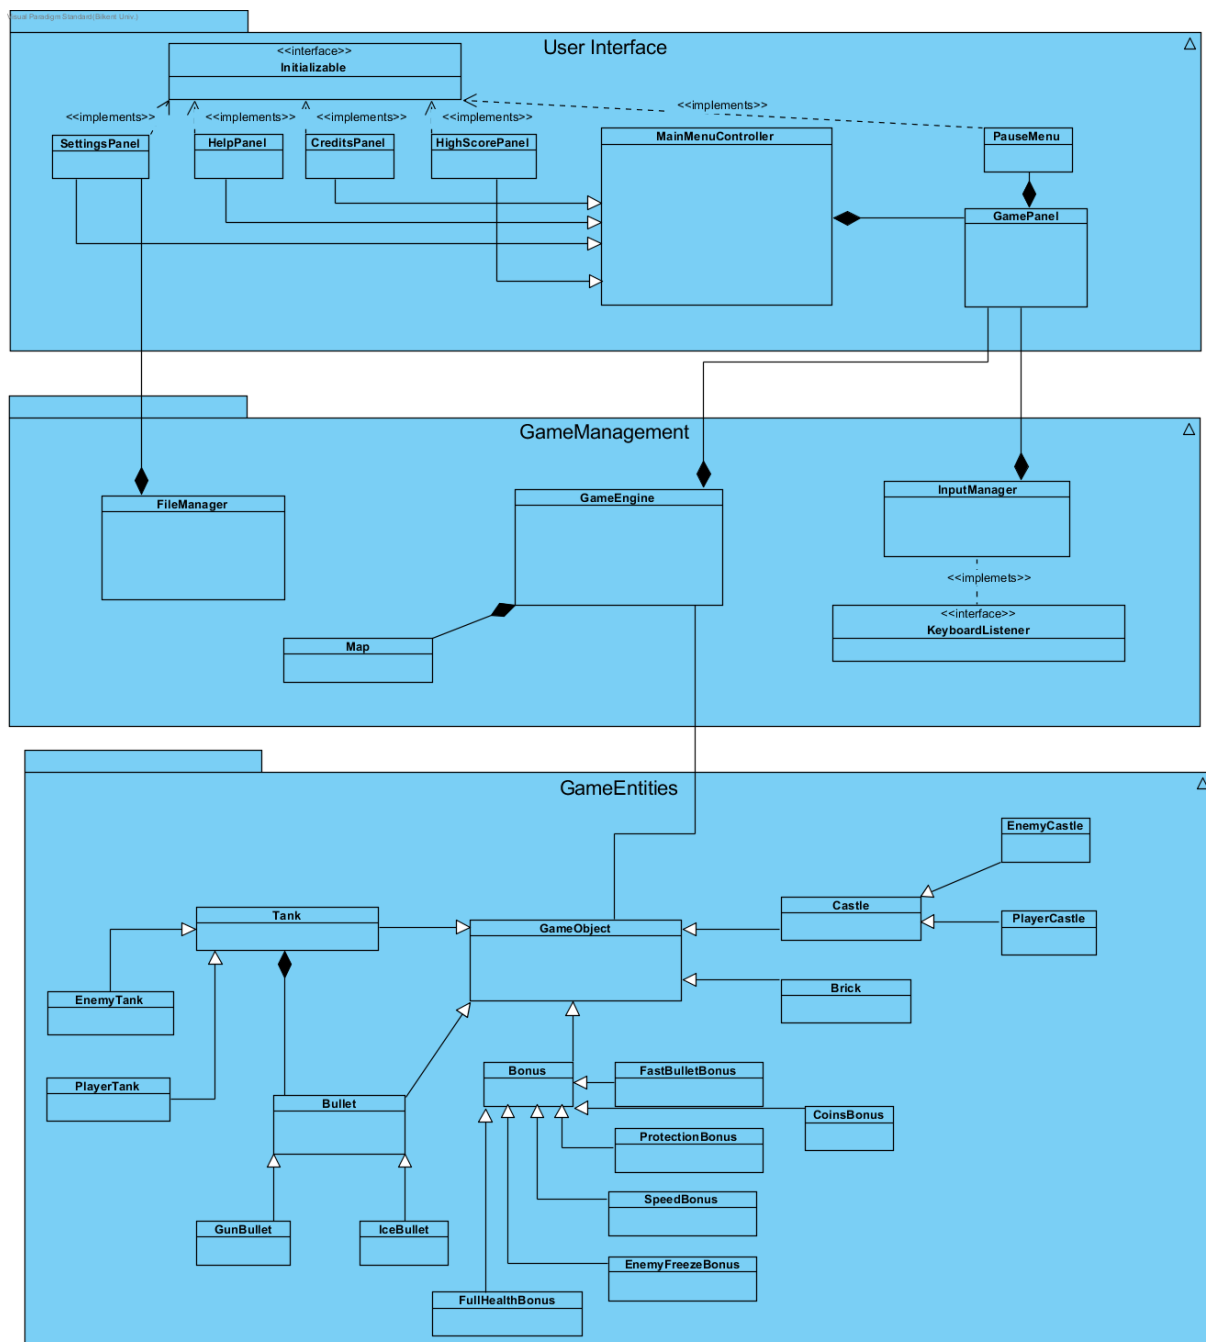 Visual Paradigm Standard(Bilkent Univ.)
User Interface
<<interface>>
Initializable
<<implements>>
<<implements>>
<<implements>>
<<implements>>
<<implements>>
SettingsPanel
HelpPanel
CreditsPanel
HighScorePanel
MainMenuController
PauseMenu
GamePanel
GameManagement
FileManager
GameEngine
InputManager
<<implemets>>
<<interface>>
KeyboardListener
Map
GameEntities
EnemyCastle
Castle
PlayerCastle
Tank
GameObject
Brick
EnemyTank
PlayerTank
Bonus
FastBulletBonus
Bullet
CoinsBonus
ProtectionBonus
SpeedBonus
GunBullet
IceBullet
EnemyFreezeBonus
FullHealthBonus